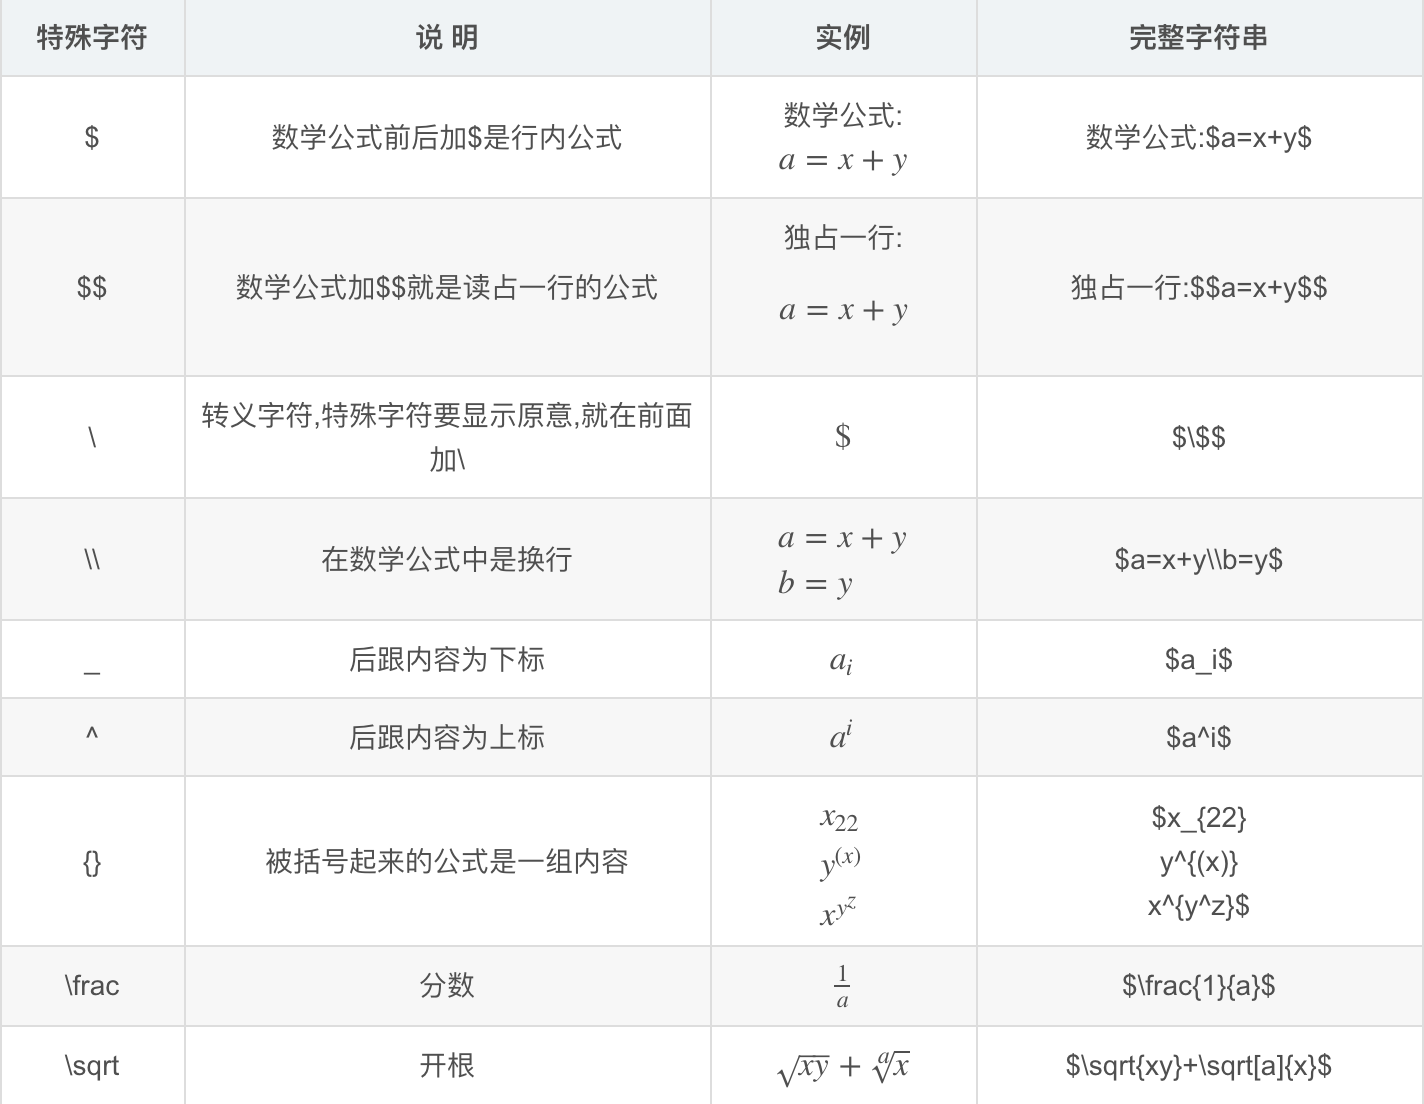 特殊字符 说 明 实例 完整字符串
$ 数学公式前后加$是行内公式 数学公式: 数学公式:$a=x+y$
a = x + y
$$ 数学公式加$$就是读占一行的公式 独占一行: 独占一行:$$a=x+y$$
a = x + y
\ 转义字符,特殊字符要显示原意,就在前面 $ $\$$
加\
\\ 在数学公式中是换行 a = x + y $a=x+y\\b=y$
b = y
_ 后跟内容为下标 a_i $a_i$
^ 后跟内容为上标 a^i $a^i$
{} 被括号起来的公式是一组内容 x_{22} $x_{22}
y^{(x)} y^{(x)}
x^{y^z} x^{y^z}$
\frac 分数 \frac{1}{a} $\frac{1}{a}$
\sqrt 开根 \sqrt{xy} + \sqrt[a]{x} $\sqrt{xy}+\sqrt[a]{x}$